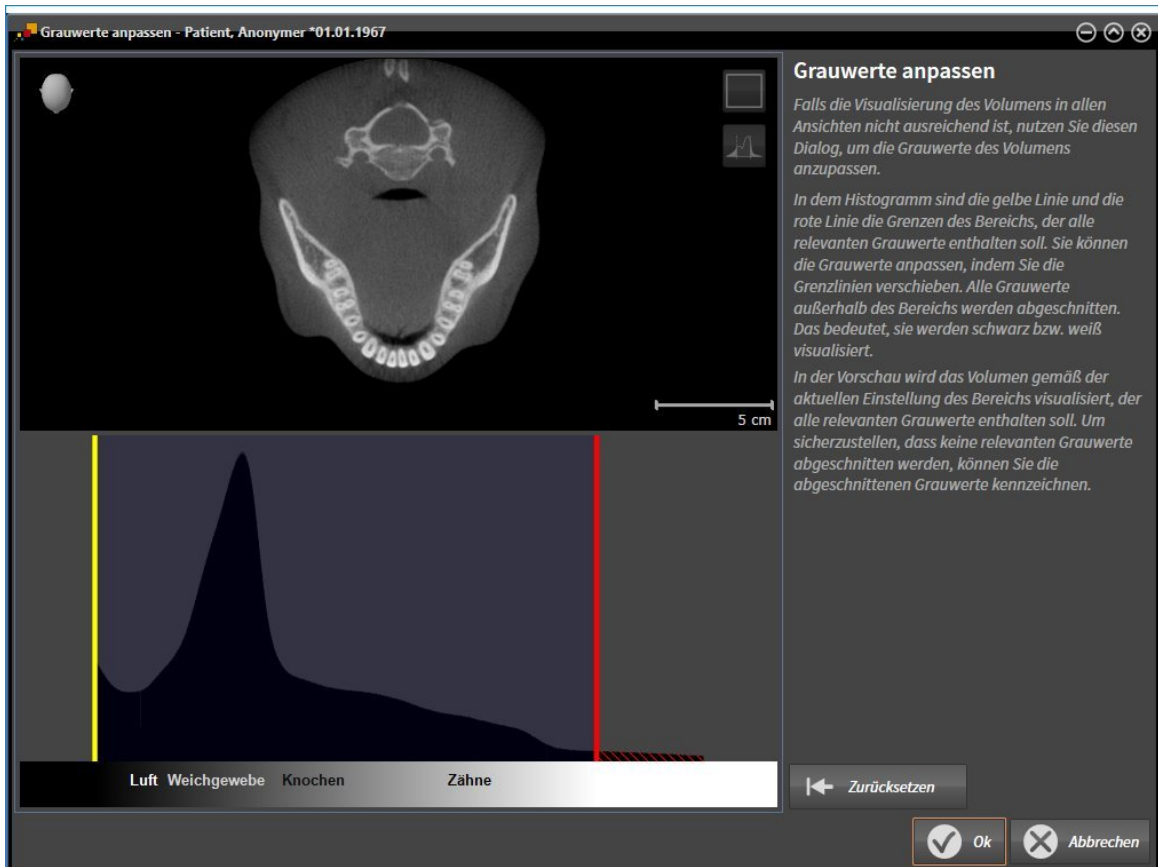 Grauwerte anpassen - Patient, Anonymer *01.01.1967
5 cm
Luft Weichgewebe Knochen Zähne
Grauwerte anpassen
Falls die Visualisierung des Volumens in allen
Ansichten nicht ausreichend ist, nutzen Sie diesen
Dialog, um die Grauwerte des Volumens
anzupassen.
In dem Histogramm sind die gelbe Linie und die
rote Linie die Grenzen des Bereichs, der alle
relevanten Grauwerte enthalten soll. Sie können
die Grauwerte anpassen, indem Sie die
Grenzlinien verschieben. Alle Grauwerte
außerhalb des Bereichs werden abgeschnitten.
Das bedeutet, sie werden schwarz bzw. weiß
visualisiert.
In der Vorschau wird das Volumen gemäß der
aktuellen Einstellung des Bereichs visualisiert, der
alle relevanten Grauwerte enthalten soll. Um
sicherzustellen, dass keine relevanten Grauwerte
abgeschnitten werden, können Sie die
abgeschnittenen Grauwerte kennzeichnen.
Zurücksetzen
Ok
Abbrechen